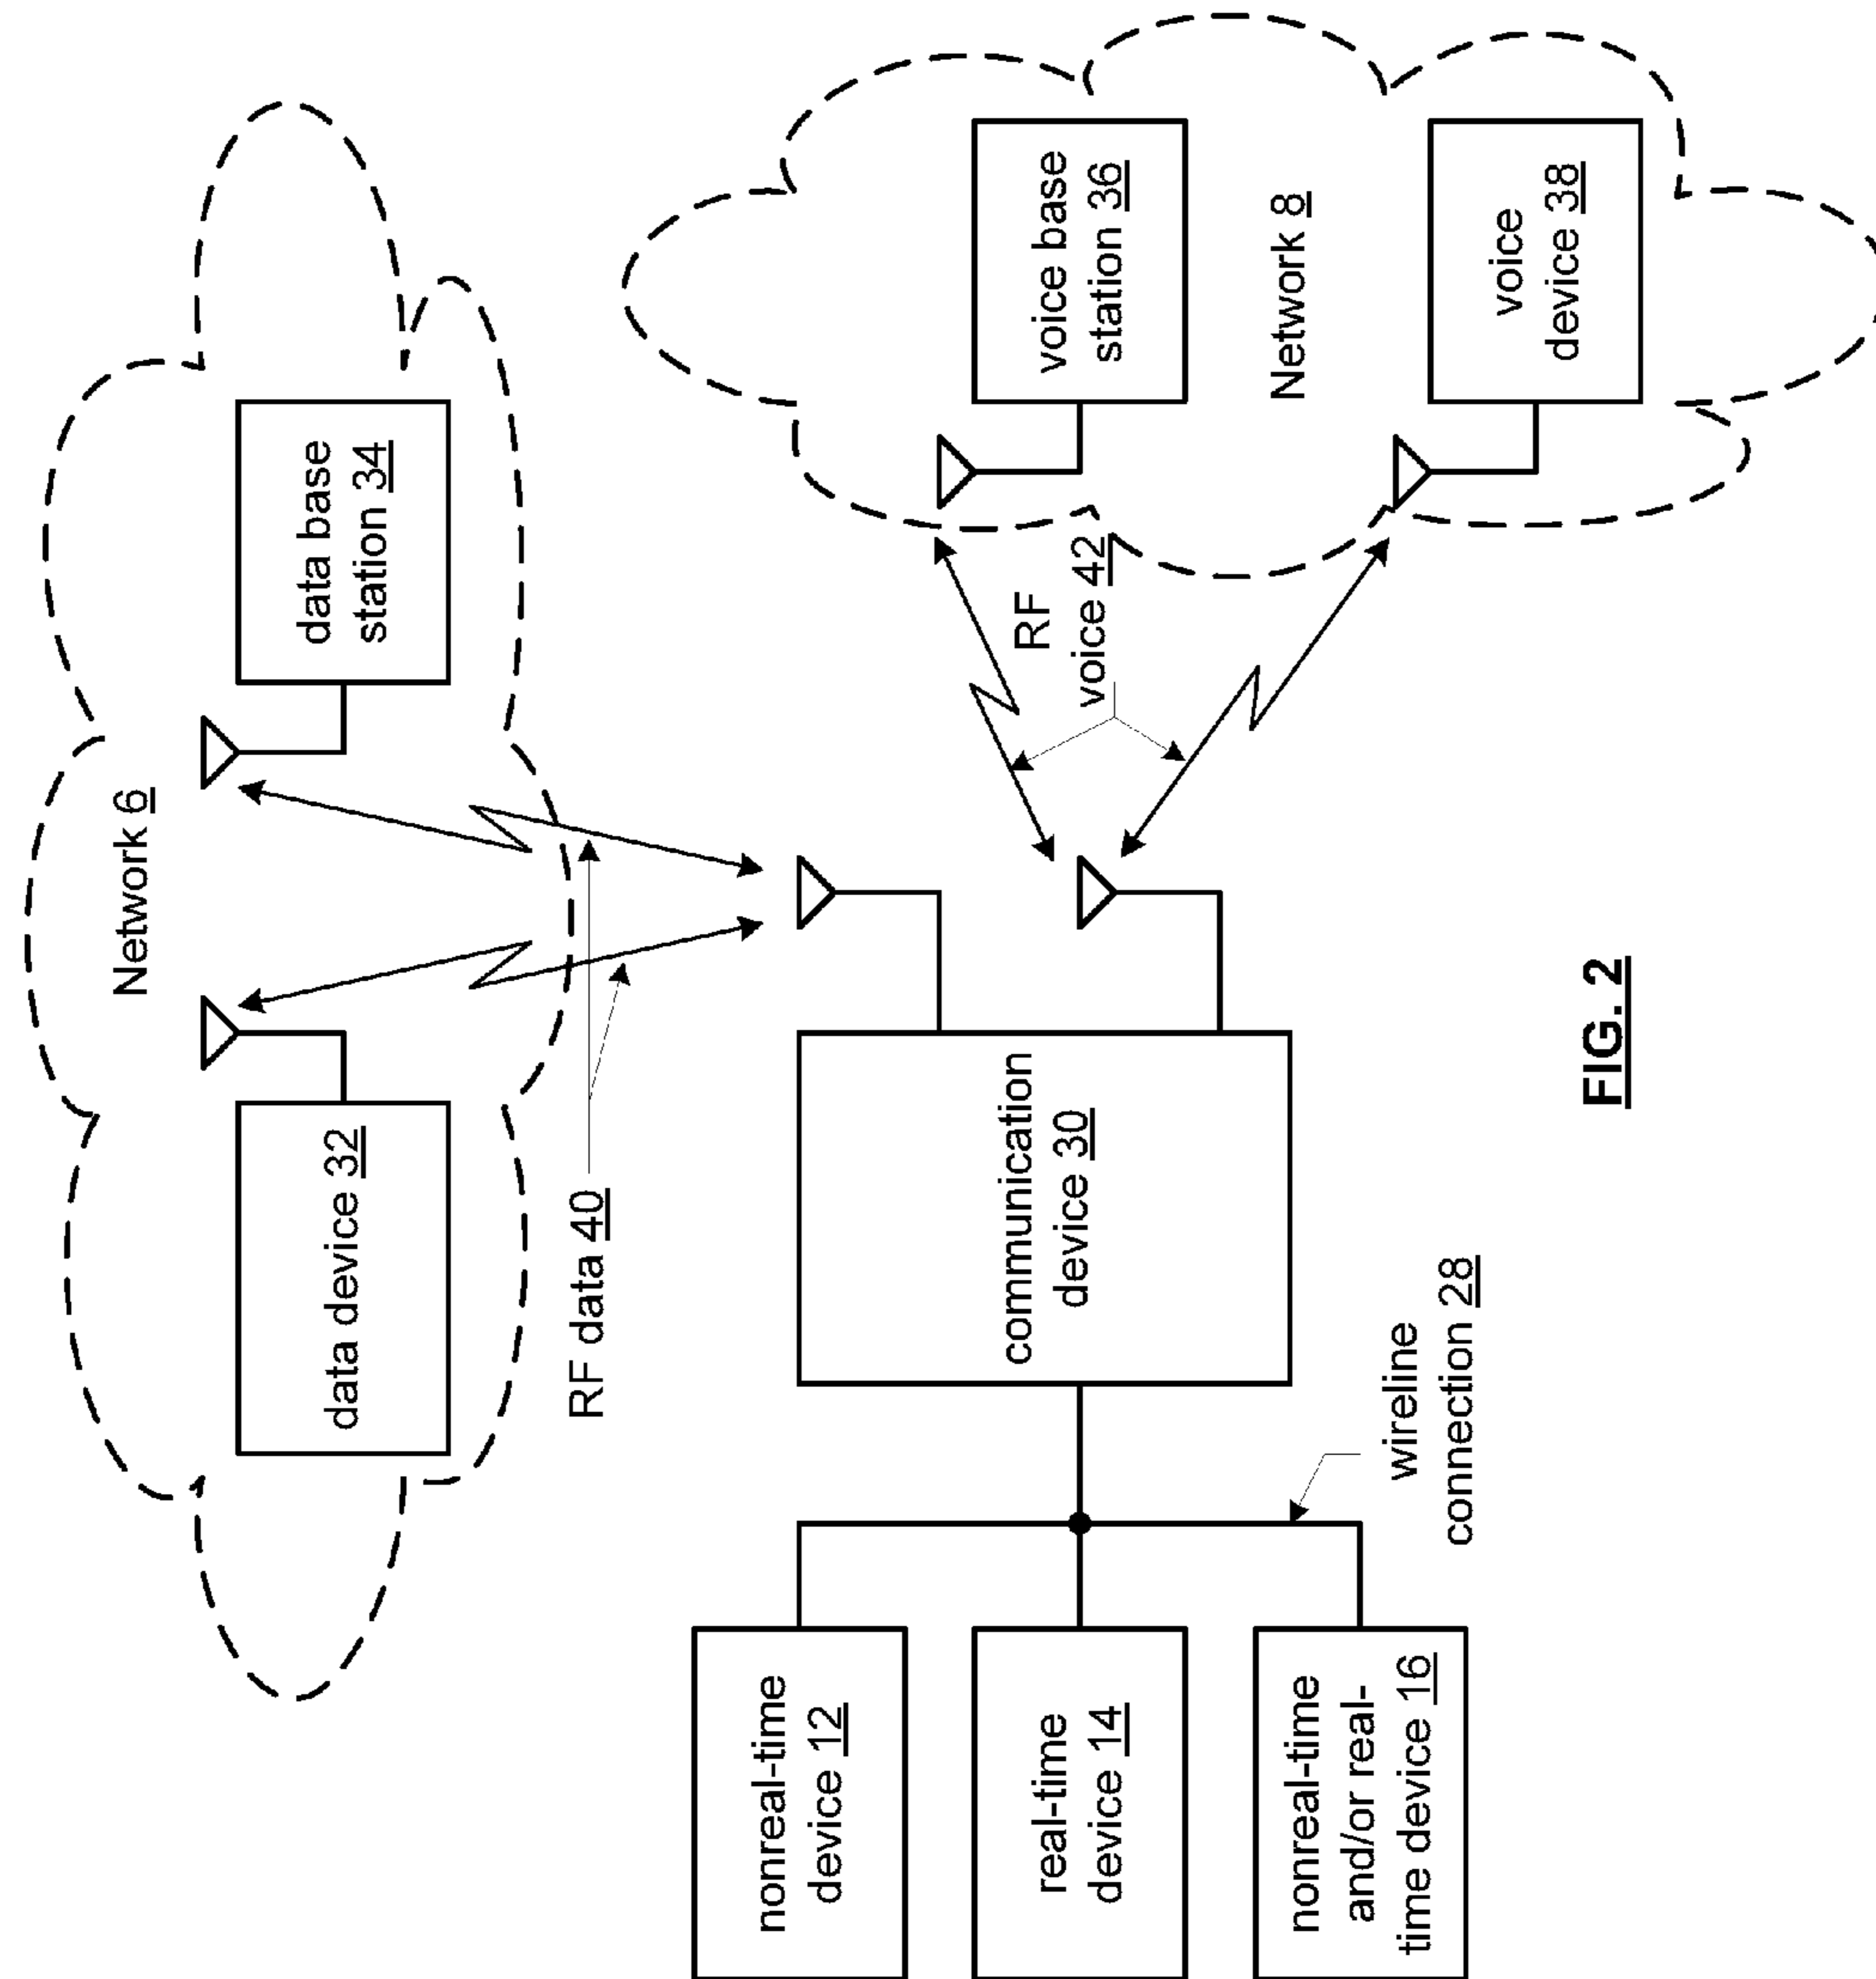 Network 6
data device 32
data base
station 34
RF data 40
nonreal-time
device 12
real-time
device 14
nonreal-time
and/or real-
time device 16
communication
device 30
wireline
connection 28
RF
voice 42
voice base
station 36
Network 8
voice
device 38
FIG. 2